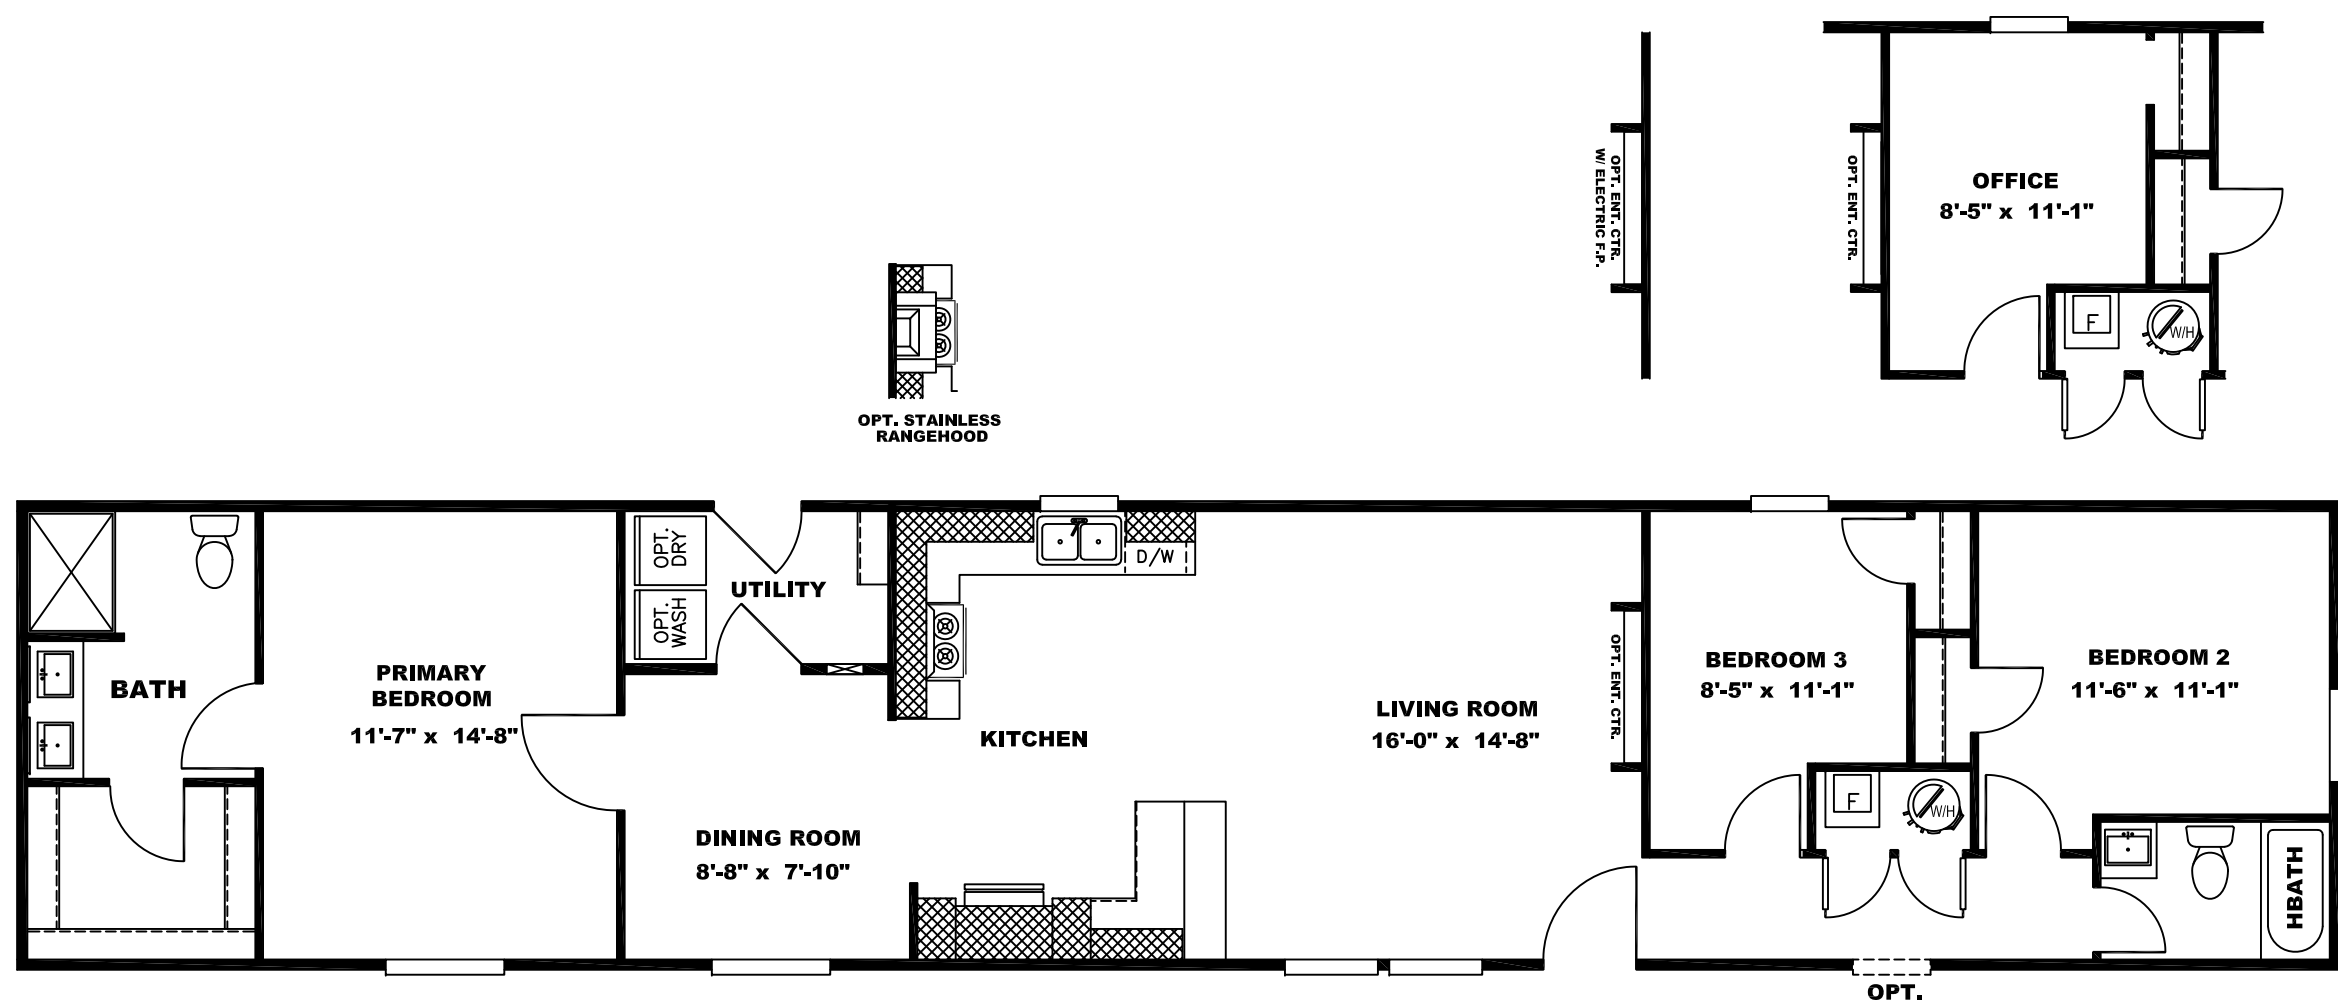 OPT. ENT. CTR.
W/ ELECTRIC F.P.
OPT. ENT. CTR.
OFFICE
8'-5" x 11'-1"
F
W/H
OPT. STAINLESS
RANGEHOOD
OPT.
DRY
OPT.
WASH
UTILITY
D/W
BATH
PRIMARY
BEDROOM
11'-7" x 14'-8"
KITCHEN
DINING ROOM
8'-8" x 7'-10"
LIVING ROOM
16'-0" x 14'-8"
OPT. ENT. CTR.
BEDROOM 3
8'-5" x 11'-1"
BEDROOM 2
11'-6" x 11'-1"
F
W/H
HBATH
OPT.